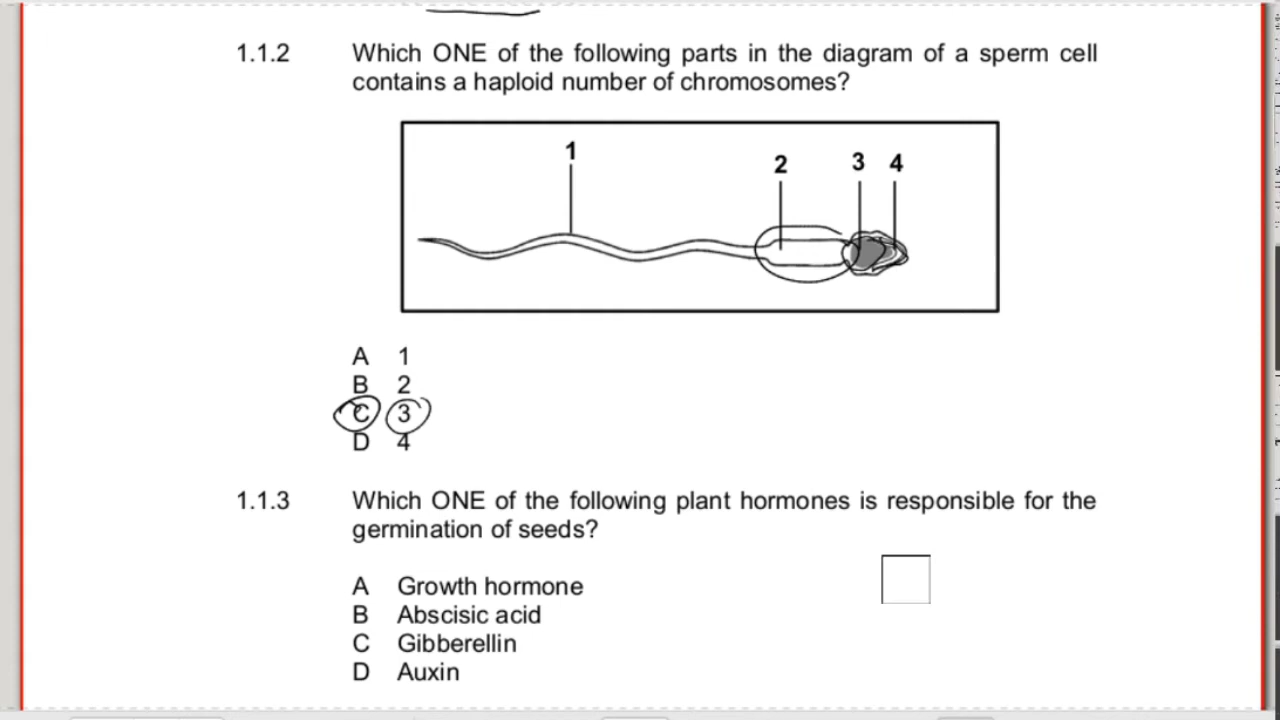 1.1.2 Which ONE of the following parts in the diagram of a sperm cell
contains a haploid number of chromosomes?
1
2
3 4
A 1
B 2
C 3
D 4
1.1.3 Which ONE of the following plant hormones is responsible for the
germination of seeds?
A Growth hormone
B Abscisic acid
C Gibberellin
D Auxin